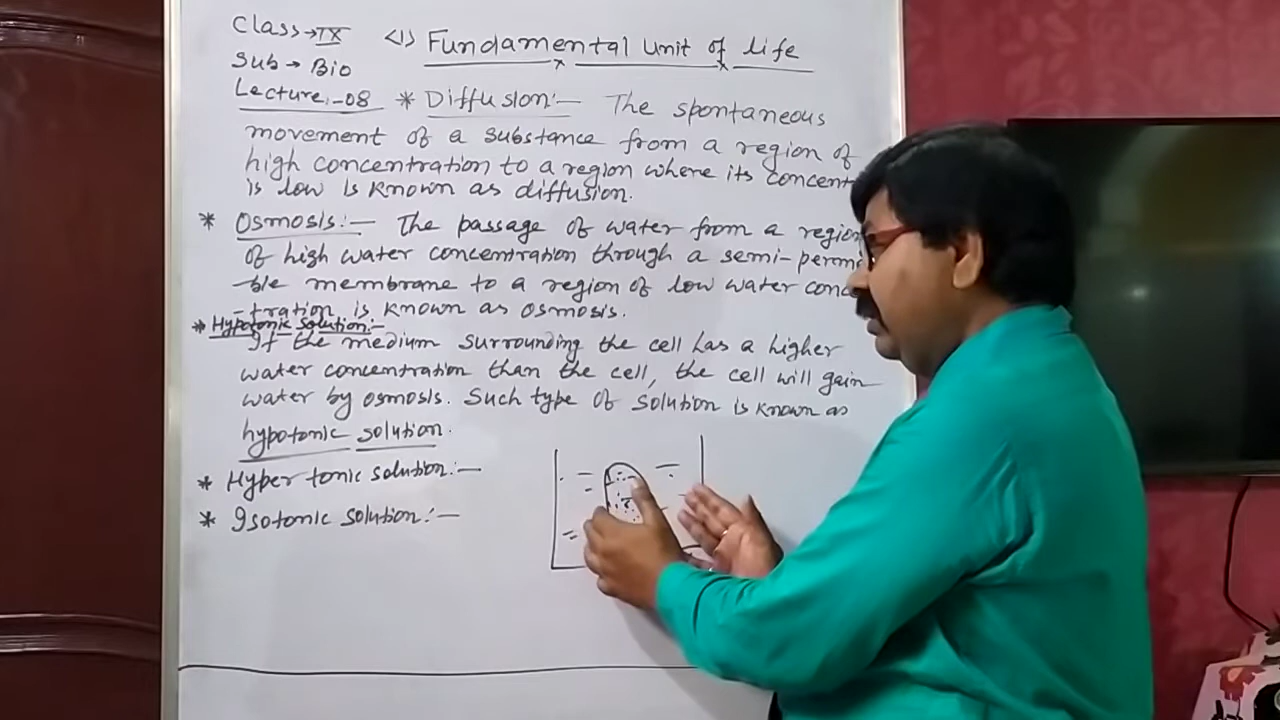 Class → IX <1> Fundamental Unit of life
Sub → Bio
Lecture:-08 * Diffusion:- The spontaneous
movement of a substance from a region of
high concentration to a region where its concent
is low is known as diffusion.
* Osmosis:- The passage of water from a region
of high water concentration through a semi-perm
-ble membrane to a region of low water conc
-tration is known as osmosis.
* Hypotonic solution:-
If the medium surrounding the cell has a higher
water concentration than the cell, the cell will gain
water by osmosis. Such type of solution is known as
hypotonic solution.
* Hyper tonic solution:-
* Isotonic solution:-